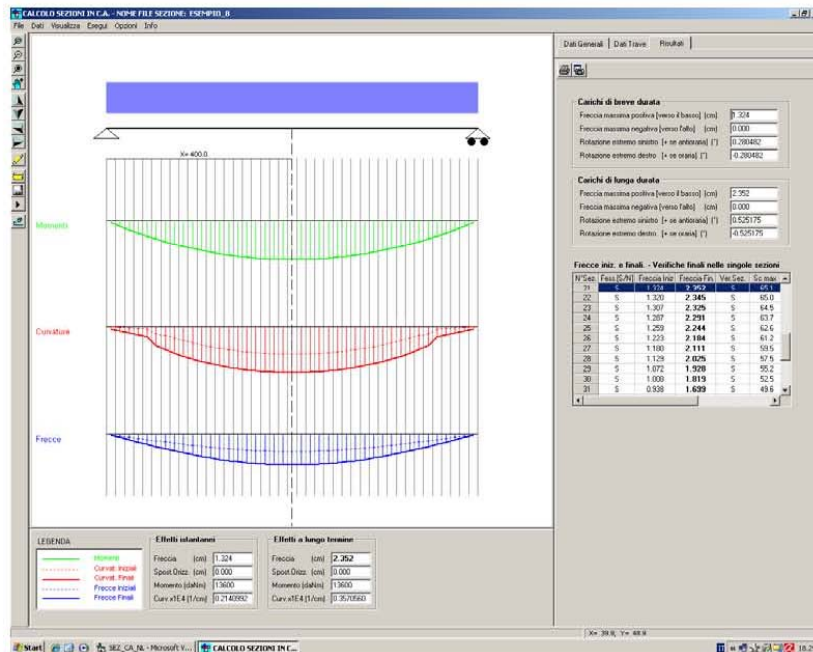 CALCOLO SEZIONI IN C.A. - NOME FILE SEZIONE: ESEMPIO_8
File Dati Visualizza Esegui Opzioni Info
X= 400.0
Momenti
Curvature
Frecce
LEGENDA
Momenti
Curvat. Iniziali
Curvat. Finali
Frecce Iniziali
Frecce Finali
Effetti istantanei
Freccia (cm) 1.324
Spost.Orizz. (cm) 0.000
Momento (daNm) 13600
Curv.x1E4 [1/cm] 0.2140992
Effetti a lungo termine
Freccia (cm) 2.352
Spost.Orizz. (cm) 0.000
Momento (daNm) 13600
Curv.x1E4 [1/cm] 0.3570560
Dati Generali Dati Trave Risultati
Carichi di breve durata
Freccia massima positiva [verso il basso] (cm) 1.324
Freccia massima negativa [verso l'alto] (cm) 0.000
Rotazione estremo sinistro [+ se antioraria] (°) 0.280482
Rotazione estremo destro [+ se oraria] (°) -0.280482
Carichi di lunga durata
Freccia massima positiva [verso il basso] (cm) 2.352
Freccia massima negativa [verso l'alto] (cm) 0.000
Rotazione estremo sinistro [+ se antioraria] (°) 0.525175
Rotazione estremo destro [+ se oraria] (°) -0.525175
Frecce iniz. e finali. - Verifiche finali nelle singole sezioni
N°Sez. Fess.[S/N] Freccia Iniz Freccia Fin. Ver.Sez. Sc max
21 S 1.324 2.352 S 65.1
22 S 1.320 2.345 S 65.0
23 S 1.307 2.325 S 64.5
24 S 1.287 2.291 S 63.7
25 S 1.259 2.244 S 62.6
26 S 1.223 2.184 S 61.2
27 S 1.180 2.111 S 59.5
28 S 1.129 2.025 S 57.5
29 S 1.072 1.928 S 55.2
30 S 1.008 1.819 S 52.5
31 S 0.938 1.699 S 49.6
Start SEZ_CA_NL - Microsoft V... CALCOLO SEZIONI IN C...